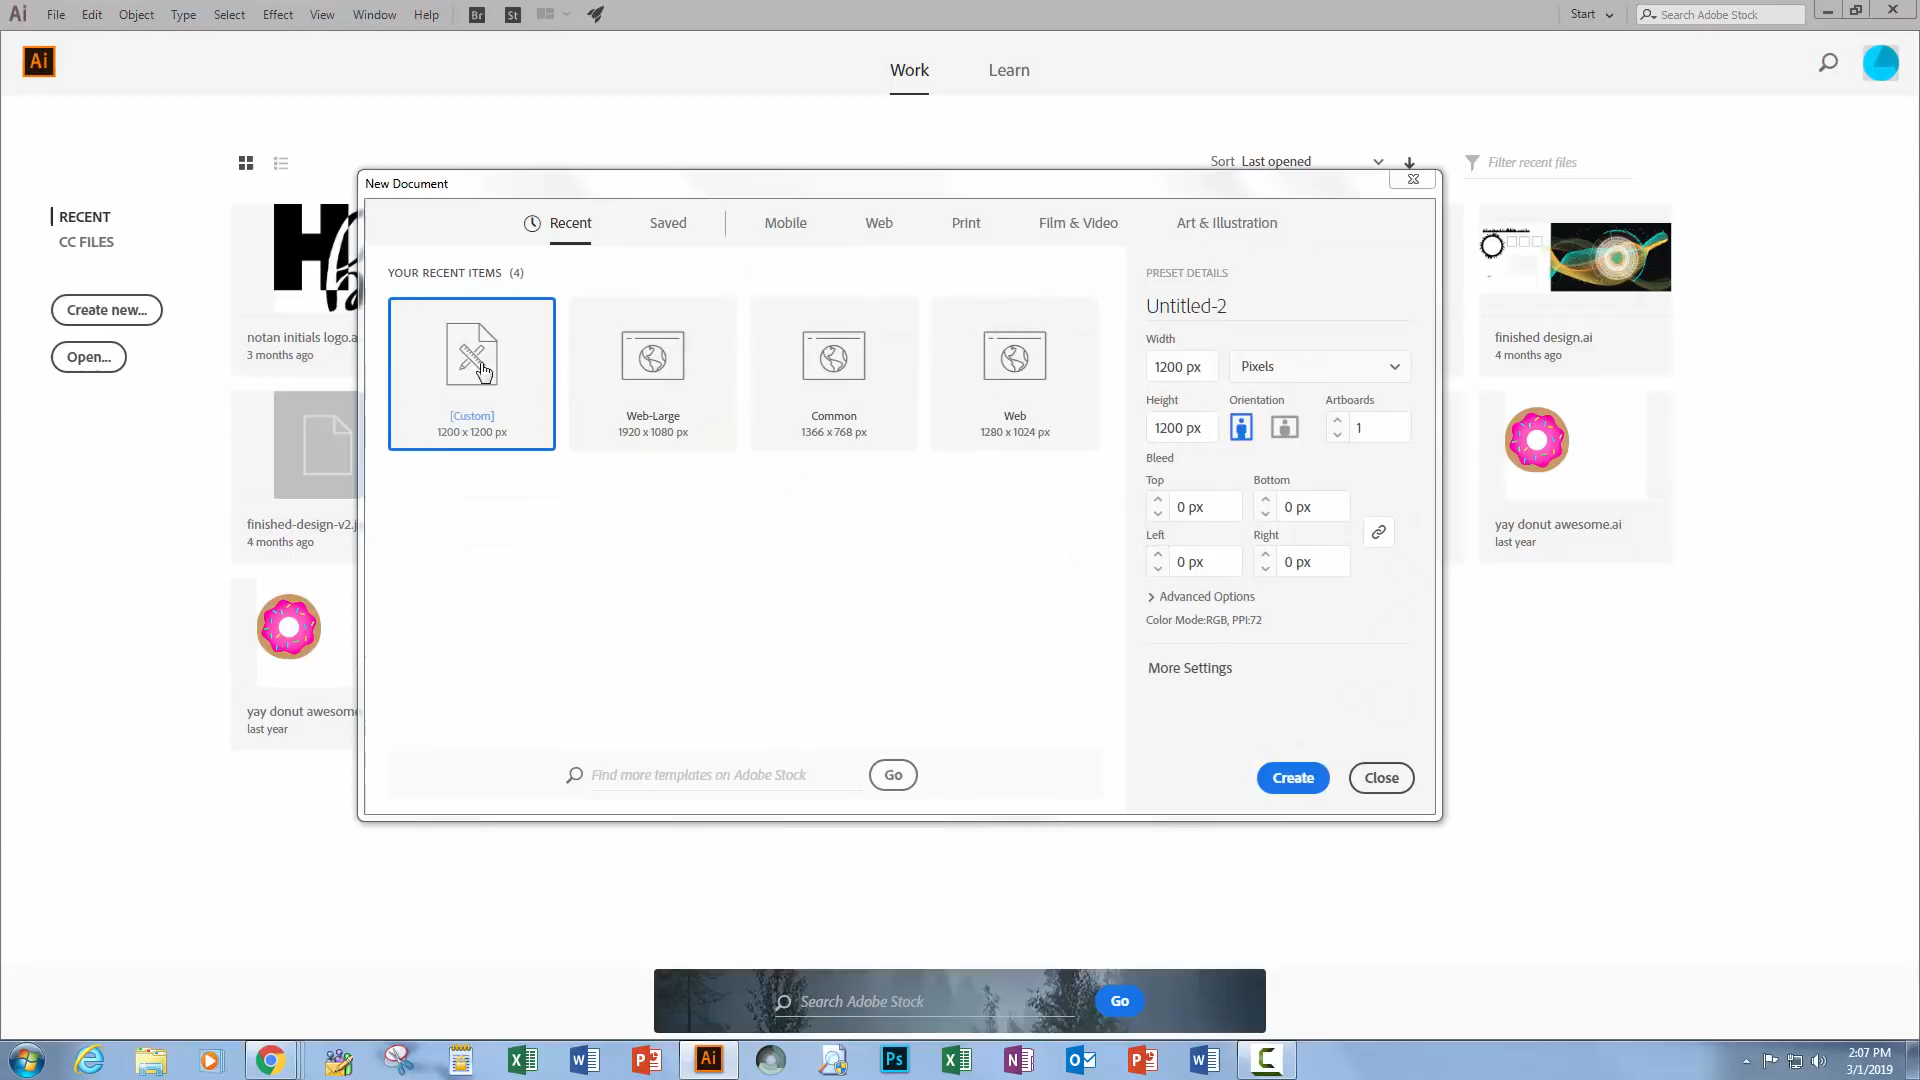 Ai File Edit Object Type Select Effect View Window Help Br St Start Search Adobe Stock
Ai Work Learn
Sort Last opened Filter recent files
RECENT
CC FILES
Create new...
Open...
notan initials logo.a
3 months ago
finished-design-v2.j
4 months ago
yay donut awesome
last year
New Document
Recent Saved Mobile Web Print Film & Video Art & Illustration
YOUR RECENT ITEMS (4)
[Custom]
1200 x 1200 px
Web-Large
1920 x 1080 px
Common
1366 x 768 px
Web
1280 x 1024 px
Find more templates on Adobe Stock Go
PRESET DETAILS
Untitled-2
Width
1200 px Pixels
Height Orientation Artboards
1200 px 1
Bleed
Top Bottom
0 px 0 px
Left Right
0 px 0 px
Advanced Options
Color Mode:RGB, PPI:72
More Settings
Create Close
finished design.ai
4 months ago
yay donut awesome.ai
last year
Search Adobe Stock Go
Ai Ps
2:07 PM
3/1/2019